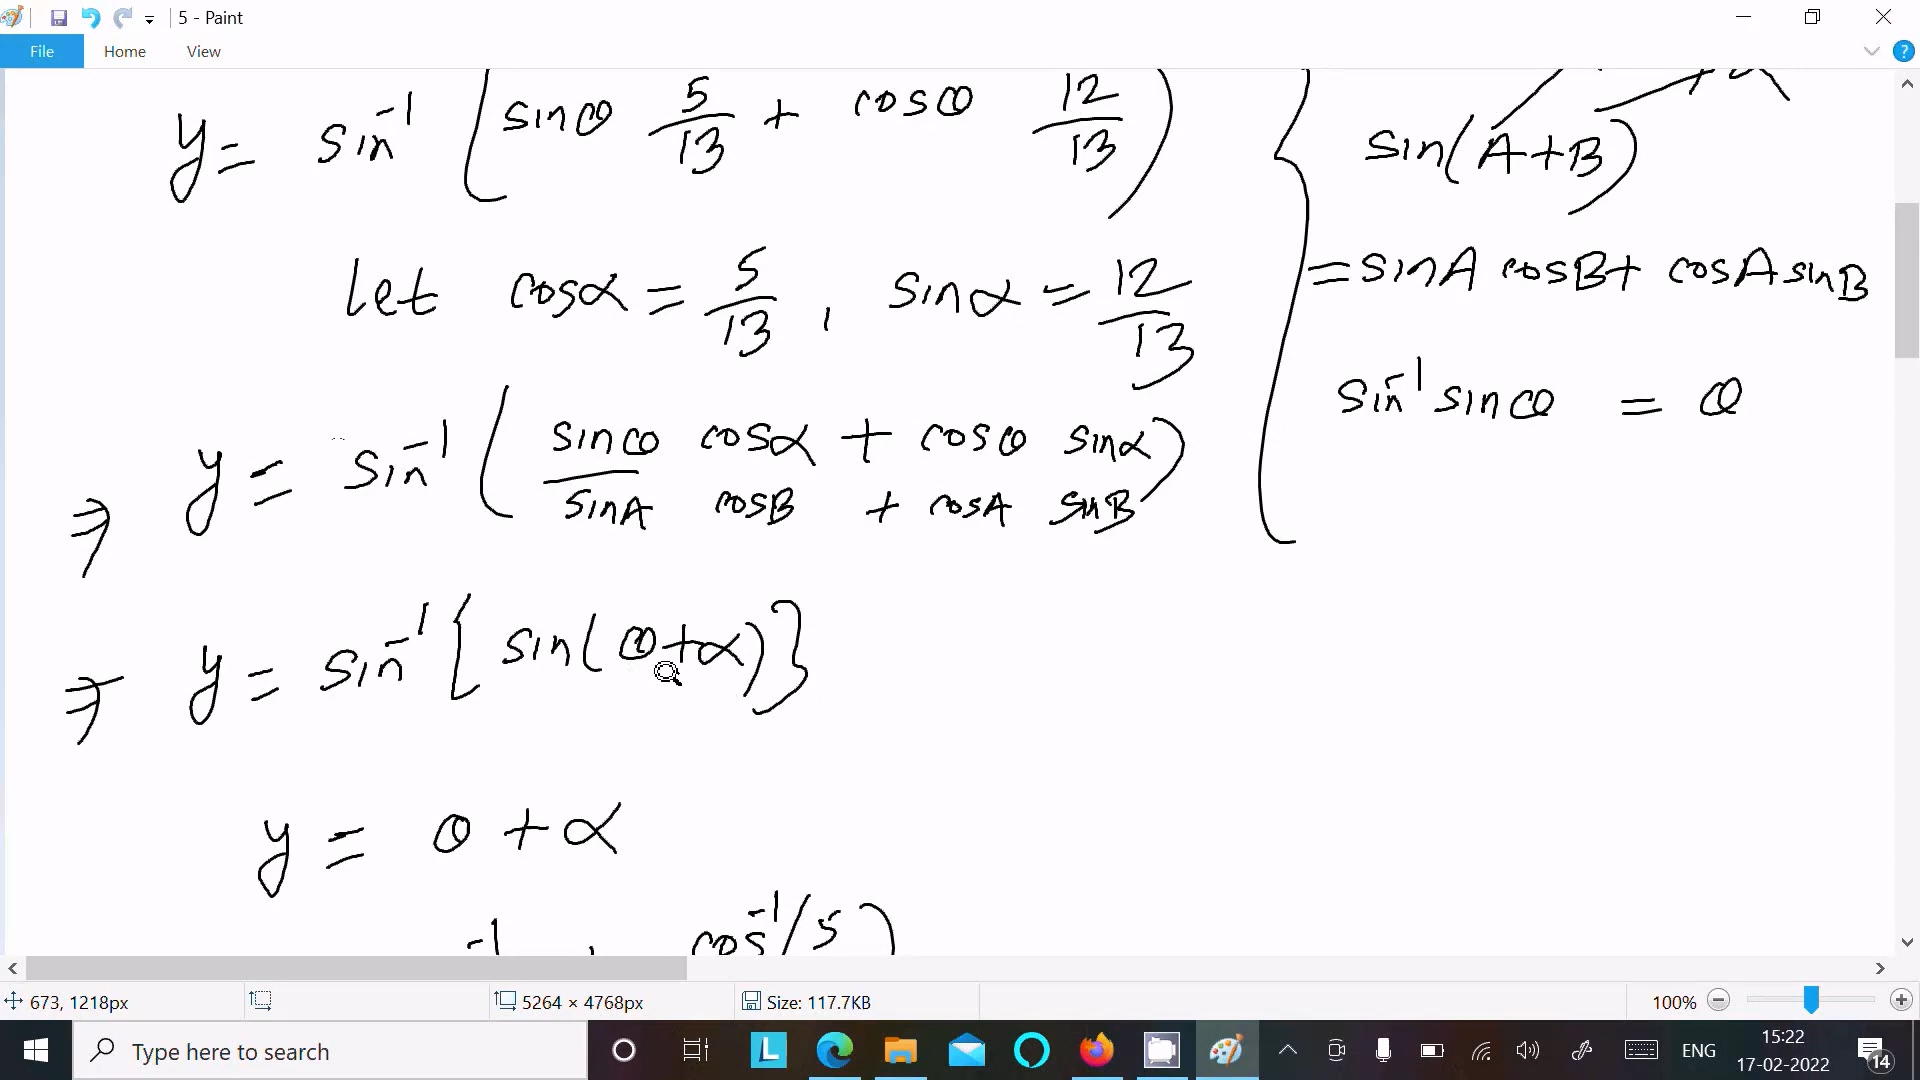 5 - Paint
File Home View
y = sin⁻¹ ( sinθ 5/13 + cosθ 12/13 )
let cosα = 5/13 , sinα = 12/13
⇒ y = sin⁻¹ ( sinθ cosα + cosθ sinα )
sinA cosB + cosA sinB
⇒ y = sin⁻¹ { sin( θ + α ) }
y = θ + α
cos⁻¹ ( 5 )
sin( A + B )
= sinA cosB + cosA sinB
sin⁻¹ sinθ = θ
673, 1218px 5264 × 4768px Size: 117.7KB 100%
Type here to search L ENG 15:22 14
17-02-2022